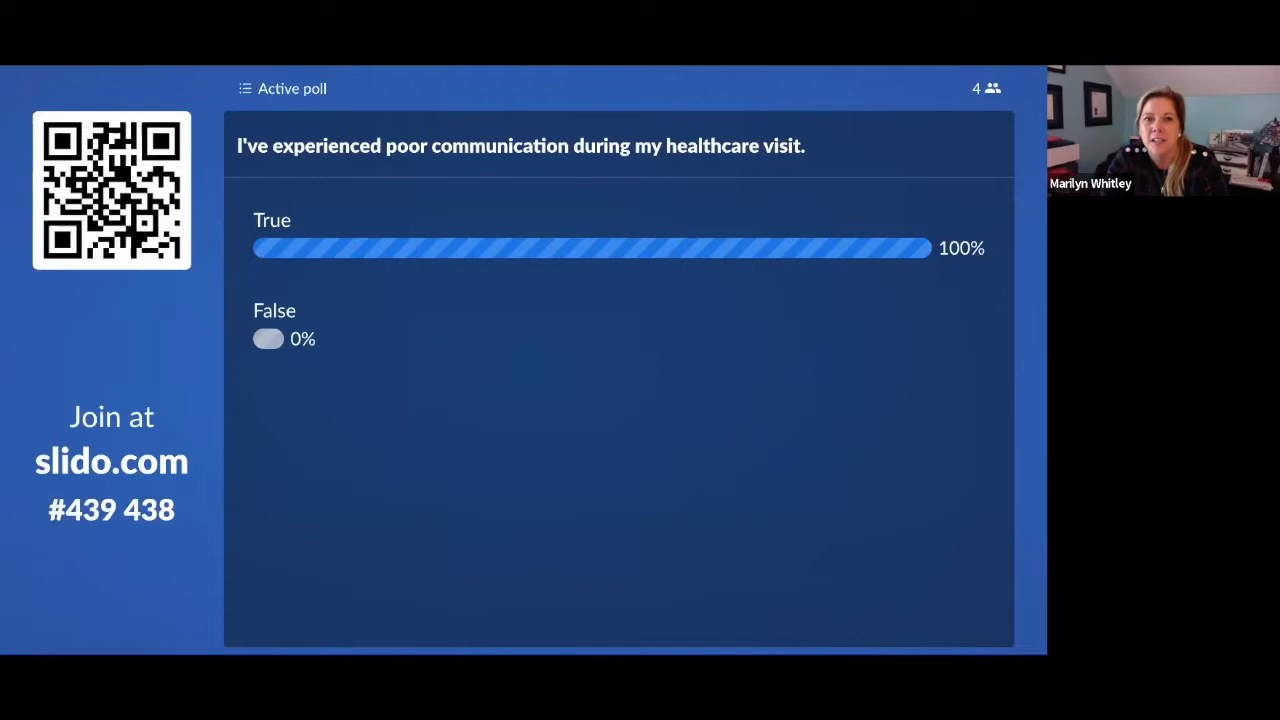 Active poll
4
I've experienced poor communication during my healthcare visit.
True
100%
False
0%
Join at
slido.com
#439 438
Marilyn Whitley